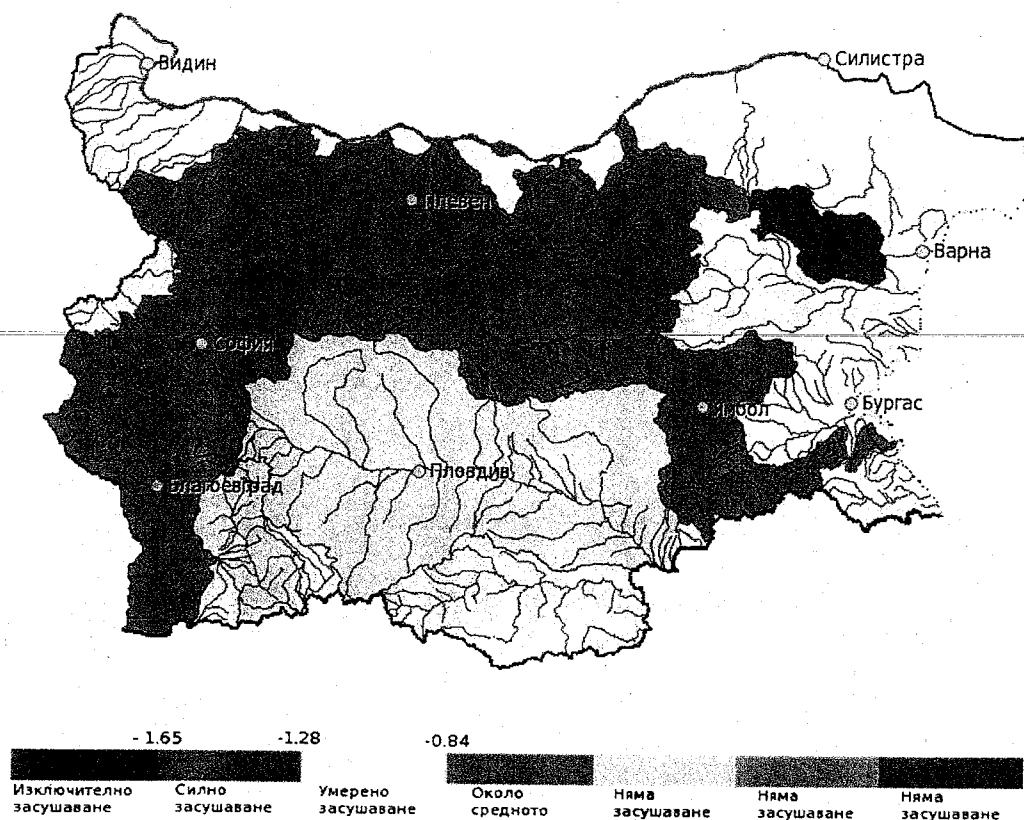 Видин
Силистра
Плевен
Варна
София
Ямбол
Бургас
Пловдив
Благоевград
- 1.65
-1.28
-0.84
Изключително засушаване
Силно засушаване
Умерено засушаване
Около средното
Няма засушаване
Няма засушаване
Няма засушаване